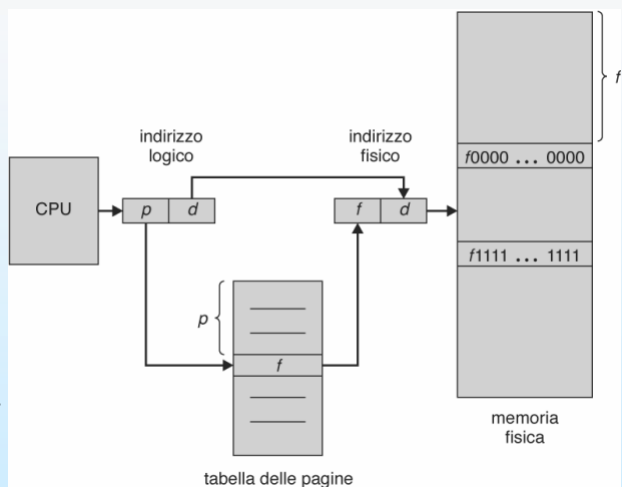 indirizzo
logico
indirizzo
fisico
f
f0000 ... 0000
CPU
p
d
f
d
f1111 ... 1111
p
f
memoria
fisica
tabella delle pagine